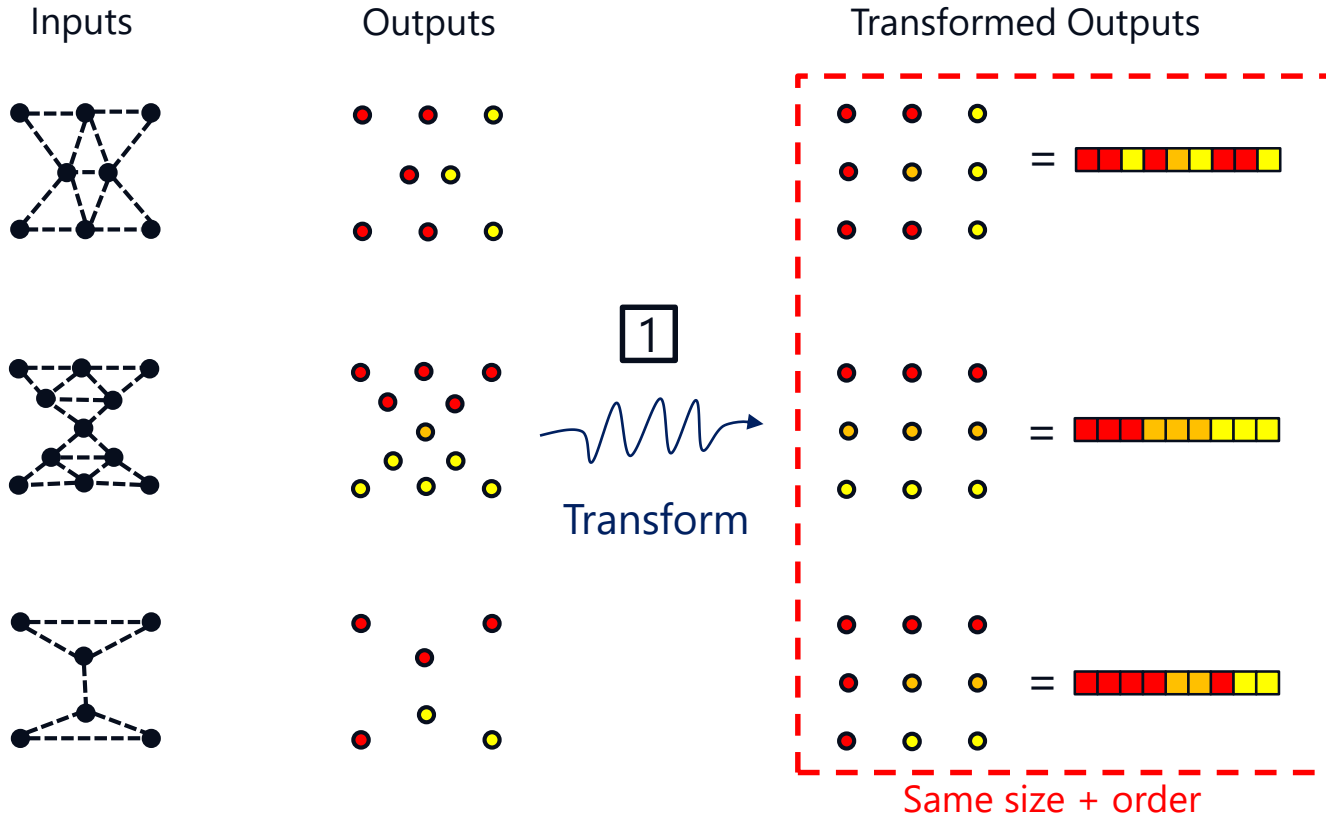 Inputs
Outputs
Transformed Outputs
=
1
=
Transform
=
Same size + order